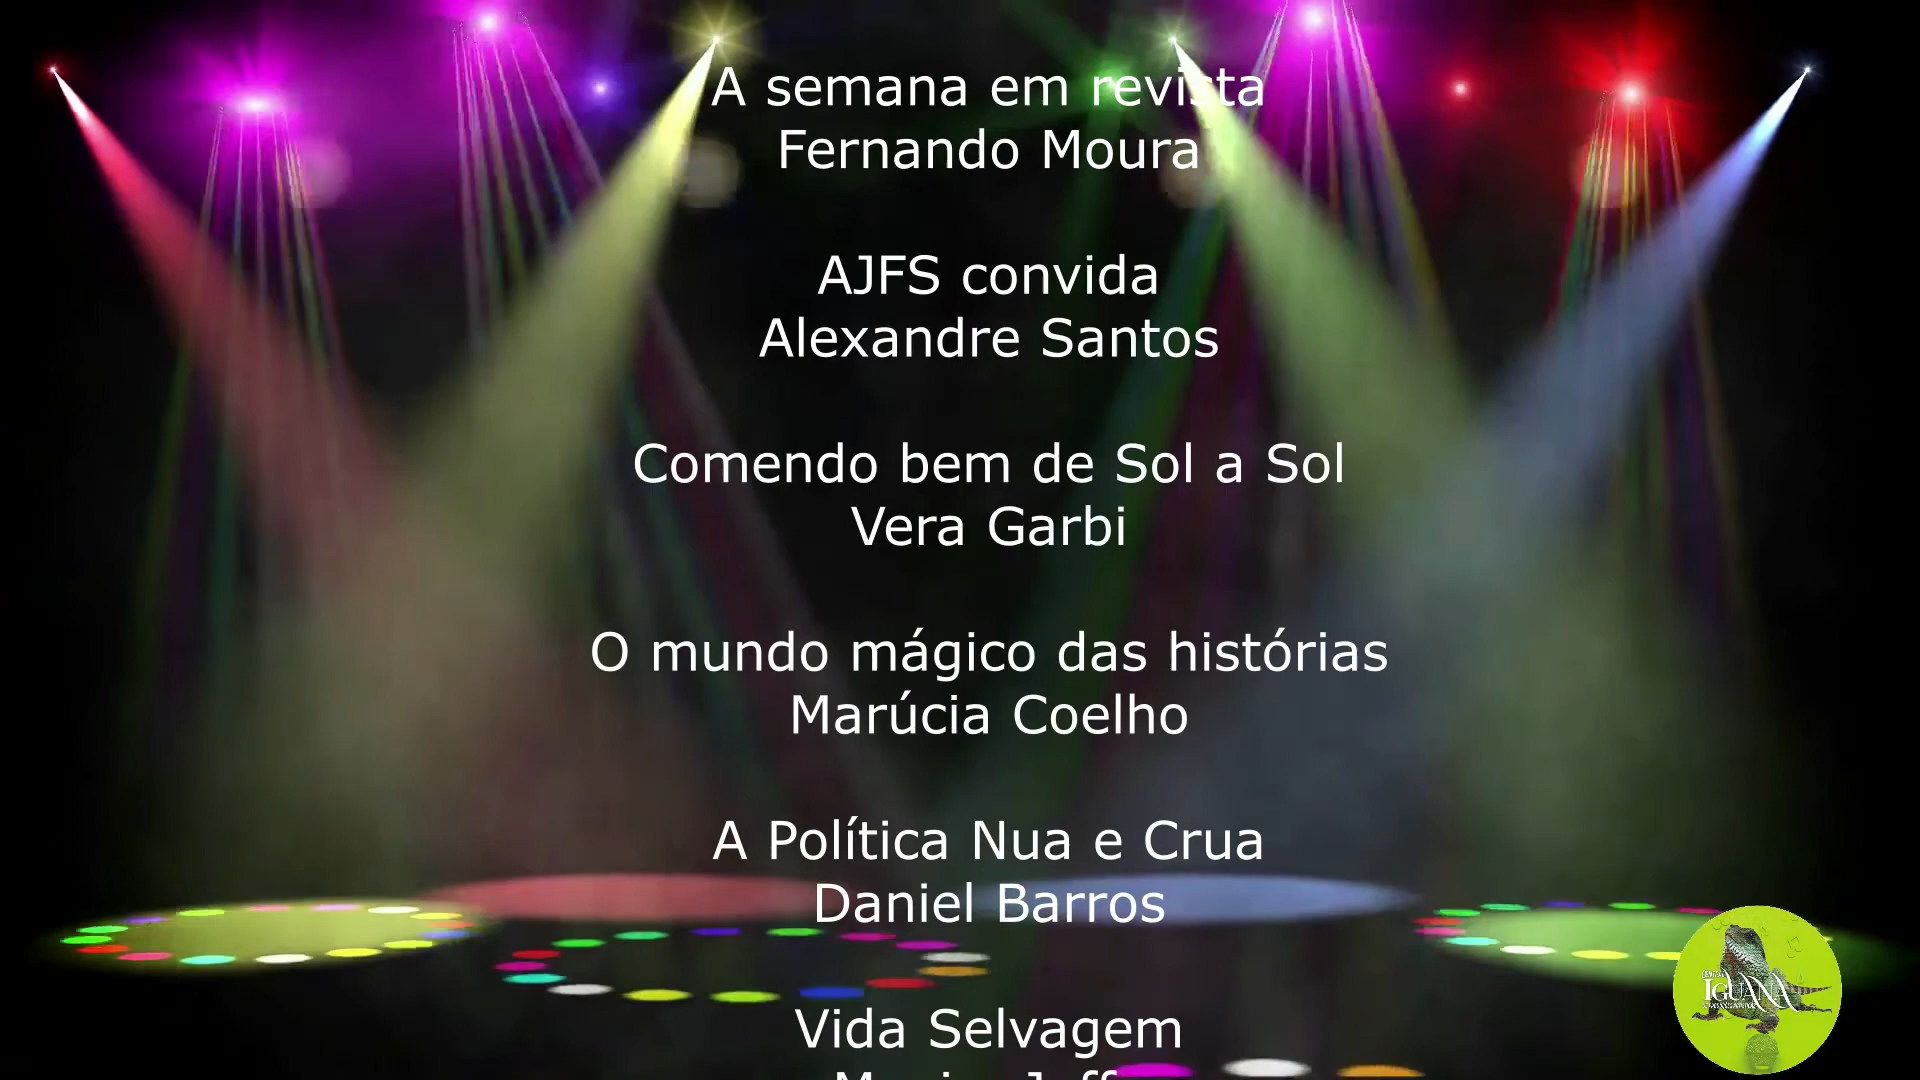 A semana em revista
Fernando Moura
AJFS convida
Alexandre Santos
Comendo bem de Sol a Sol
Vera Garbi
O mundo mágico das histórias
Marúcia Coelho
A Política Nua e Crua
Daniel Barros
Vida Selvagem
IGUANA